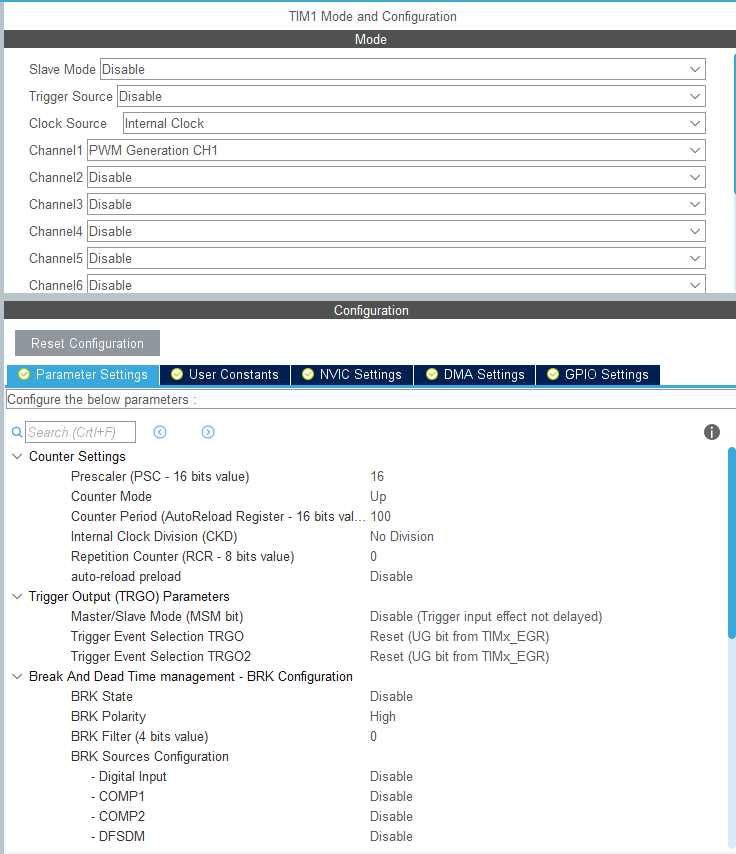 TIM1 Mode and Configuration
Mode
Slave Mode Disable
Trigger Source Disable
Clock Source Internal Clock
Channel1 PWM Generation CH1
Channel2 Disable
Channel3 Disable
Channel4 Disable
Channel5 Disable
Channel6 Disable
Configuration
Reset Configuration
Parameter Settings User Constants NVIC Settings DMA Settings GPIO Settings
Configure the below parameters :
Search (Crtl+F)
Counter Settings
Prescaler (PSC - 16 bits value) 16
Counter Mode Up
Counter Period (AutoReload Register - 16 bits val... 100
Internal Clock Division (CKD) No Division
Repetition Counter (RCR - 8 bits value) 0
auto-reload preload Disable
Trigger Output (TRGO) Parameters
Master/Slave Mode (MSM bit) Disable (Trigger input effect not delayed)
Trigger Event Selection TRGO Reset (UG bit from TIMx_EGR)
Trigger Event Selection TRGO2 Reset (UG bit from TIMx_EGR)
Break And Dead Time management - BRK Configuration
BRK State Disable
BRK Polarity High
BRK Filter (4 bits value) 0
BRK Sources Configuration
- Digital Input Disable
- COMP1 Disable
- COMP2 Disable
- DFSDM Disable